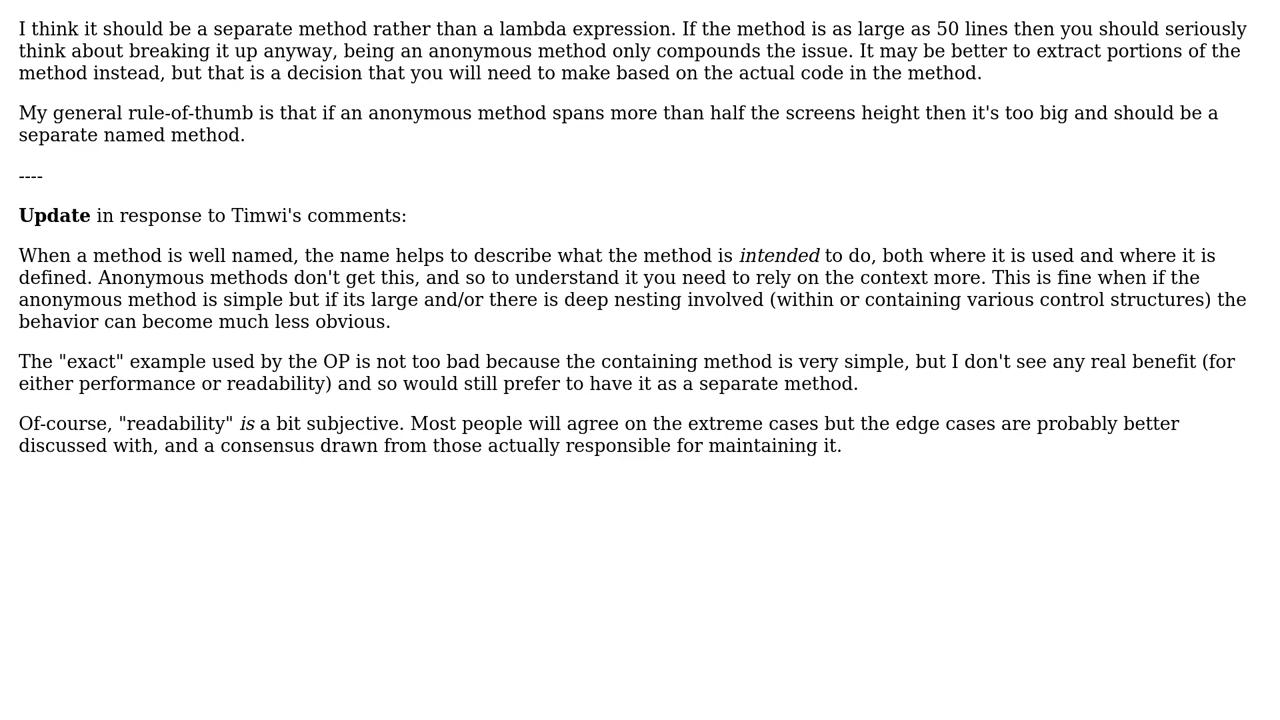 I think it should be a separate method rather than a lambda expression. If the method is as large as 50 lines then you should seriously
think about breaking it up anyway, being an anonymous method only compounds the issue. It may be better to extract portions of the
method instead, but that is a decision that you will need to make based on the actual code in the method.
My general rule-of-thumb is that if an anonymous method spans more than half the screens height then it's too big and should be a
separate named method.
----
Update in response to Timwi's comments:
When a method is well named, the name helps to describe what the method is intended to do, both where it is used and where it is
defined. Anonymous methods don't get this, and so to understand it you need to rely on the context more. This is fine when if the
anonymous method is simple but if its large and/or there is deep nesting involved (within or containing various control structures) the
behavior can become much less obvious.
The "exact" example used by the OP is not too bad because the containing method is very simple, but I don't see any real benefit (for
either performance or readability) and so would still prefer to have it as a separate method.
Of-course, "readability" is a bit subjective. Most people will agree on the extreme cases but the edge cases are probably better
discussed with, and a consensus drawn from those actually responsible for maintaining it.